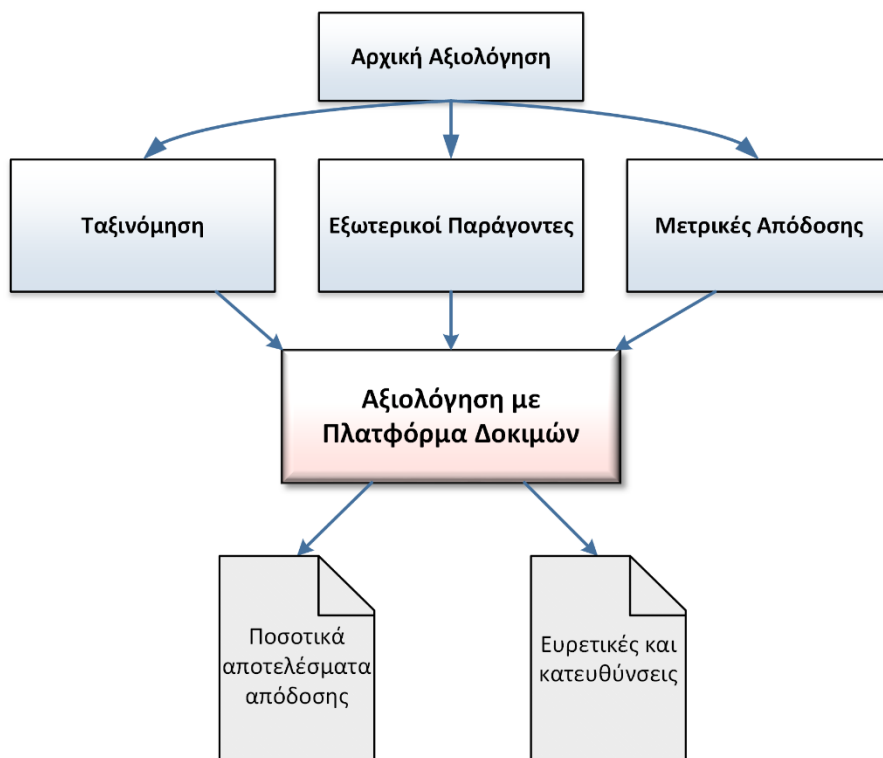 Αρχική Αξιολόγηση
Ταξινόμηση
Εξωτερικοί Παράγοντες
Μετρικές Απόδοσης
Αξιολόγηση με
Πλατφόρμα Δοκιμών
Ποσοτικά
αποτελέσματα
απόδοσης
Ευρετικές και
κατευθύνσεις